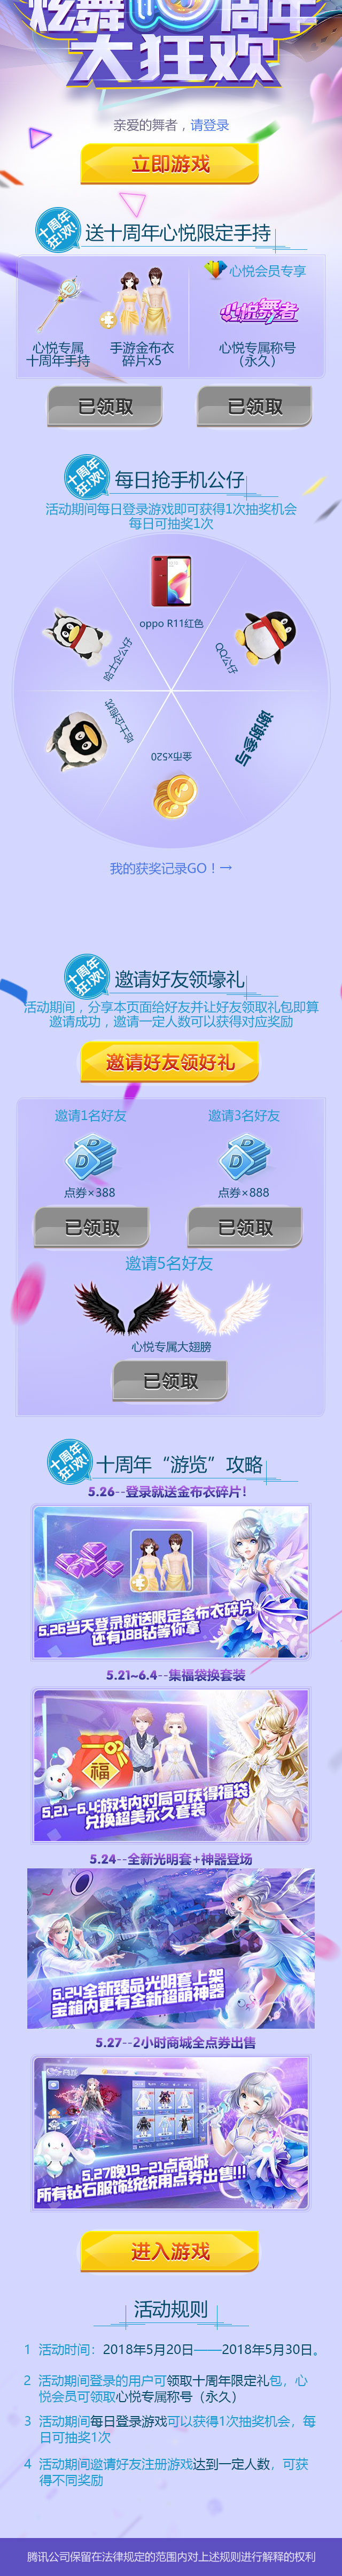 炫舞10周年
大狂欢
亲爱的舞者，请登录
立即游戏
十周年
狂欢!
送十周年心悦限定手持
心悦会员专享
心悦舞者
心悦专属
十周年手持
手游金布衣
碎片x5
心悦专属称号
（永久）
已领取
已领取
十周年
狂欢!
每日抢手机公仔
活动期间每日登录游戏即可获得1次抽奖机会
每日可抽奖1次
oppo R11红色
哈士企公仔
QQ公仔
哈士企抱枕
谢谢参与
金币x520
我的获奖记录GO！→
十周年
狂欢!
邀请好友领壕礼
活动期间，分享本页面给好友并让好友领取礼包即算
邀请成功，邀请一定人数可以获得对应奖励
邀请好友领好礼
邀请1名好友
邀请3名好友
点券×388
点券×888
已领取
已领取
邀请5名好友
心悦专属大翅膀
已领取
十周年
狂欢!
十周年“游览”攻略
5.26--登录就送金布衣碎片!
5.26当天登录就送限定金布衣碎片
还有188钻等你拿
5.21~6.4--集福袋换套装
福
5.21-6.4游戏内对局可获得福袋
兑换超美永久套装
5.24--全新光明套+神器登场
5.24全新臻品光明套上架
宝箱内更有全新超萌神器
5.27--2小时商城全点券出售
5.27晚19-21点商城
所有钻石服饰统统用点券出售!!!
进入游戏
活动规则
1 活动时间：2018年5月20日——2018年5月30日。
2 活动期间登录的用户可领取十周年限定礼包，心
悦会员可领取心悦专属称号（永久）
3 活动期间每日登录游戏可以获得1次抽奖机会，每
日可抽奖1次
4 活动期间邀请好友注册游戏达到一定人数，可获
得不同奖励
腾讯公司保留在法律规定的范围内对上述规则进行解释的权利